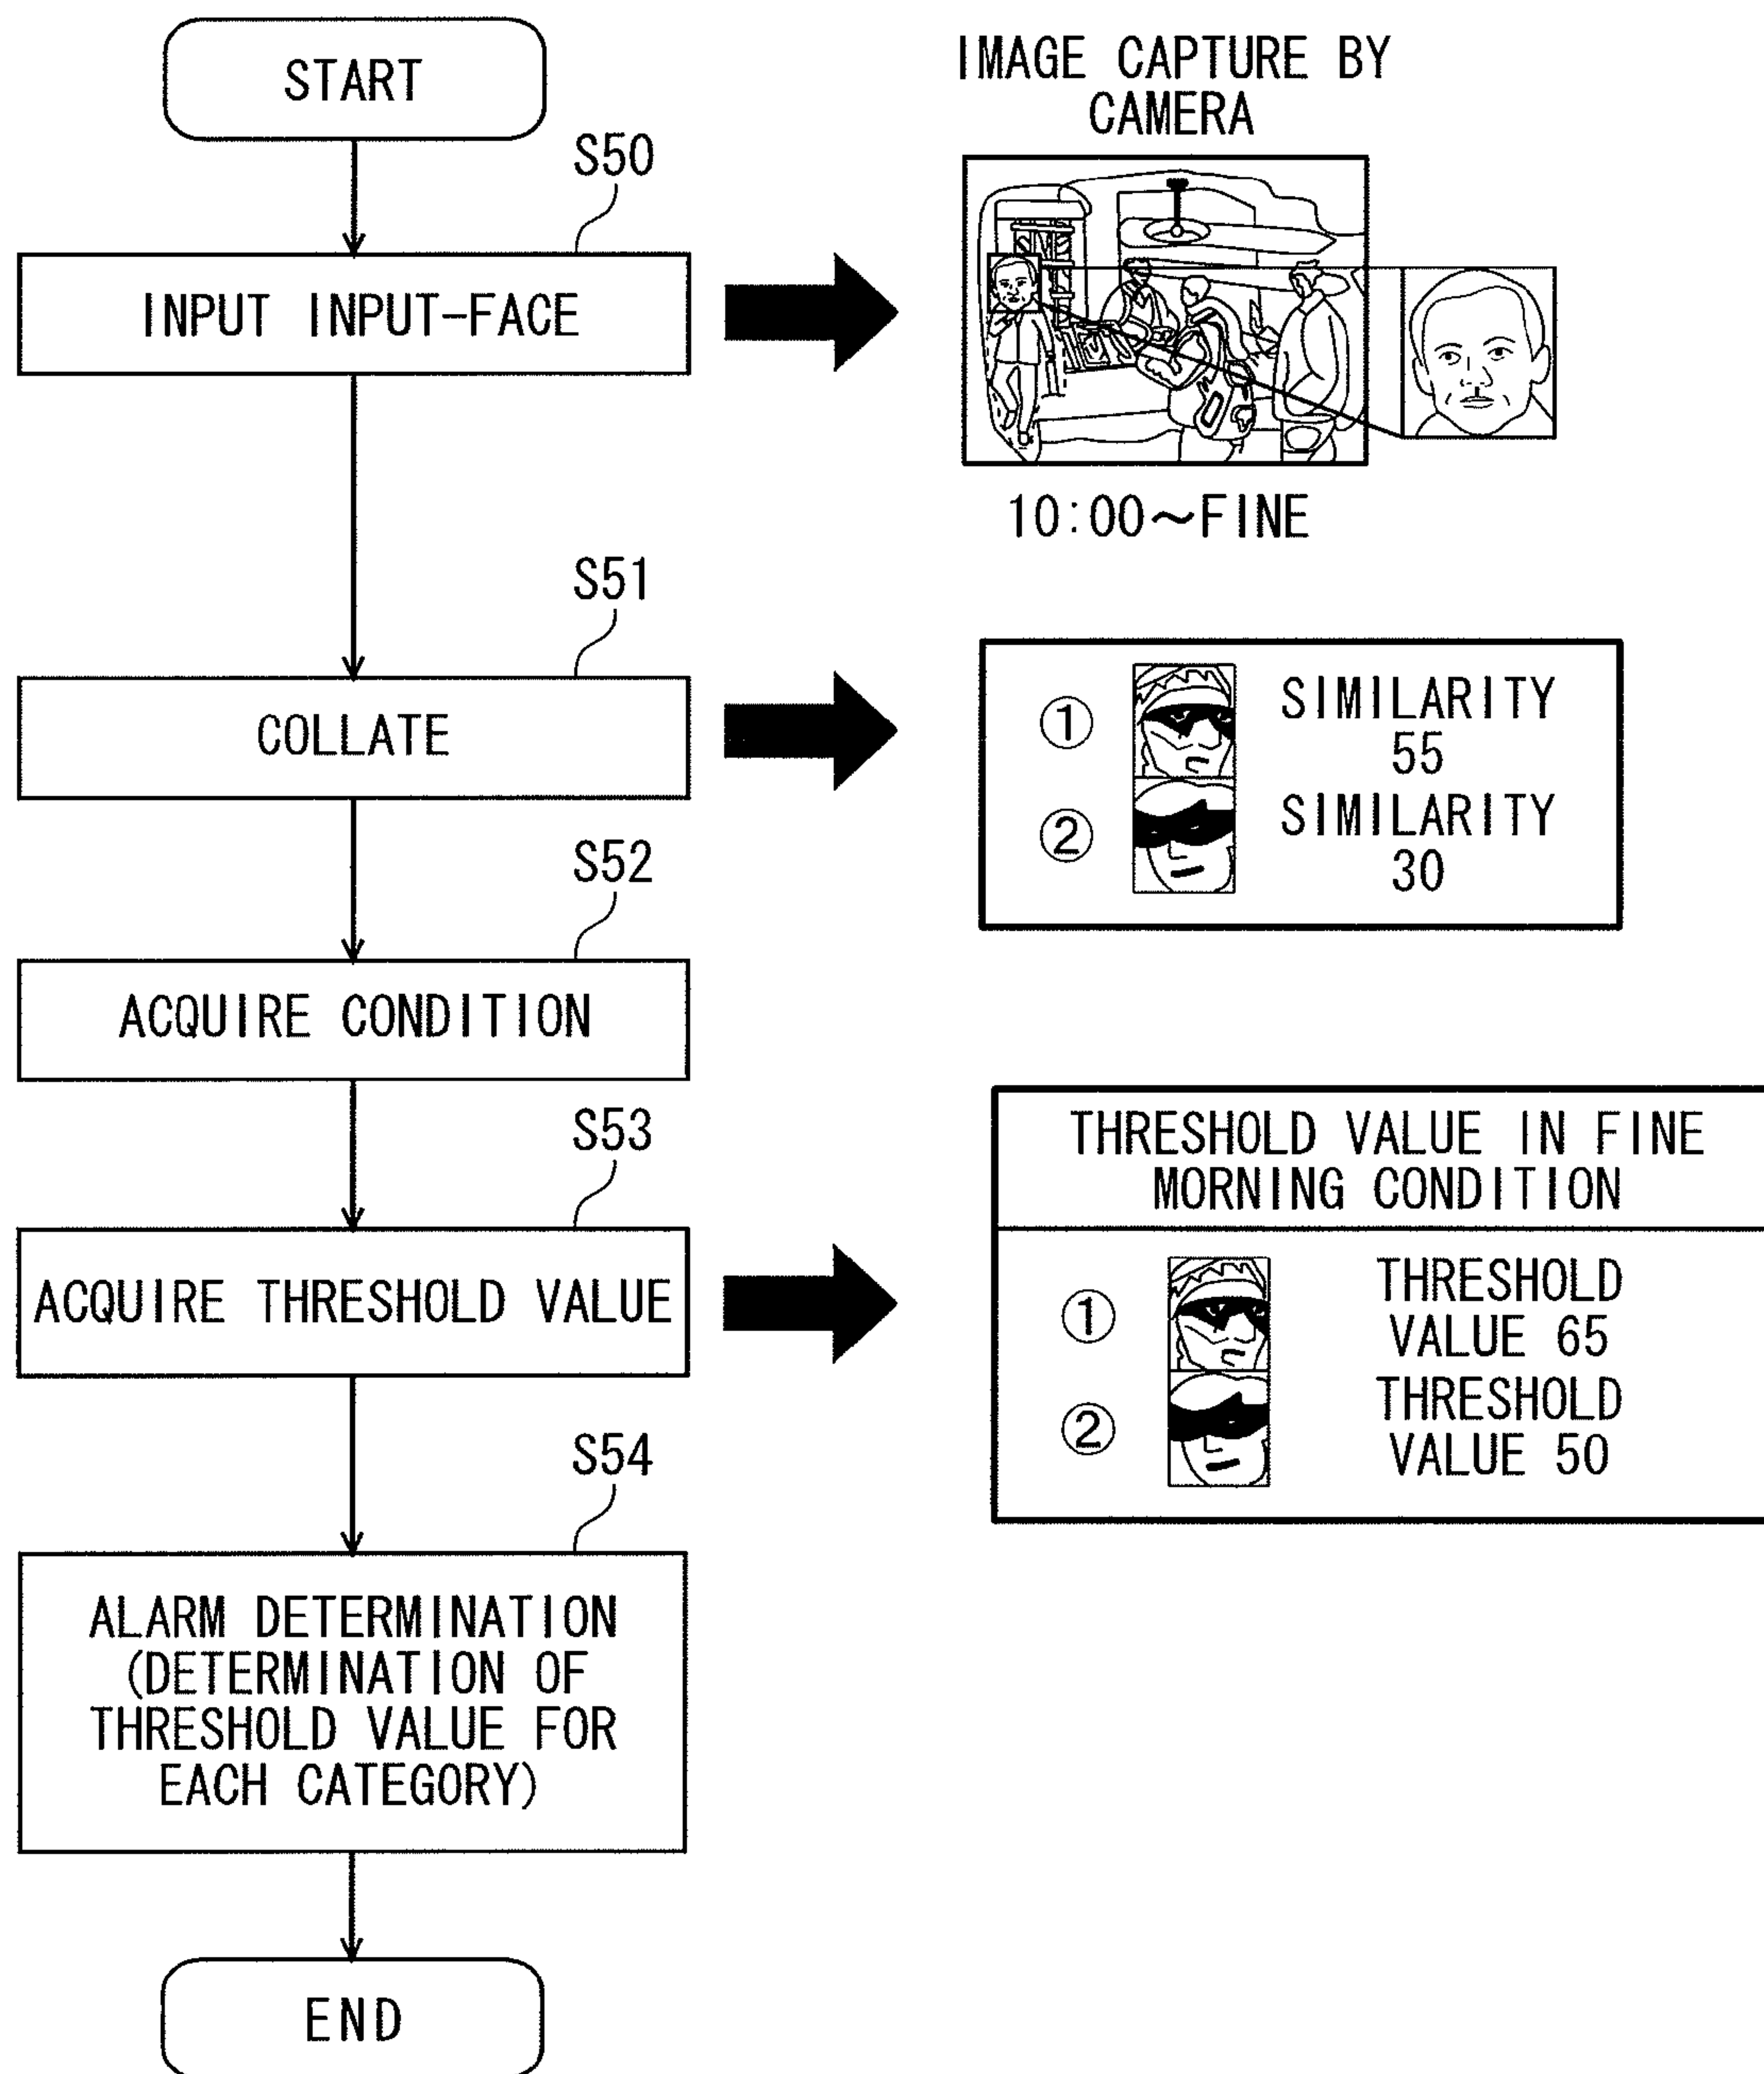 START
IMAGE CAPTURE BY
CAMERA
S50
INPUT INPUT-FACE
10:00~FINE
S51
COLLATE
① SIMILARITY
55
② SIMILARITY
30
S52
ACQUIRE CONDITION
S53
ACQUIRE THRESHOLD VALUE
THRESHOLD VALUE IN FINE
MORNING CONDITION
① THRESHOLD
VALUE 65
② THRESHOLD
VALUE 50
S54
ALARM DETERMINATION
(DETERMINATION OF
THRESHOLD VALUE FOR
EACH CATEGORY)
END